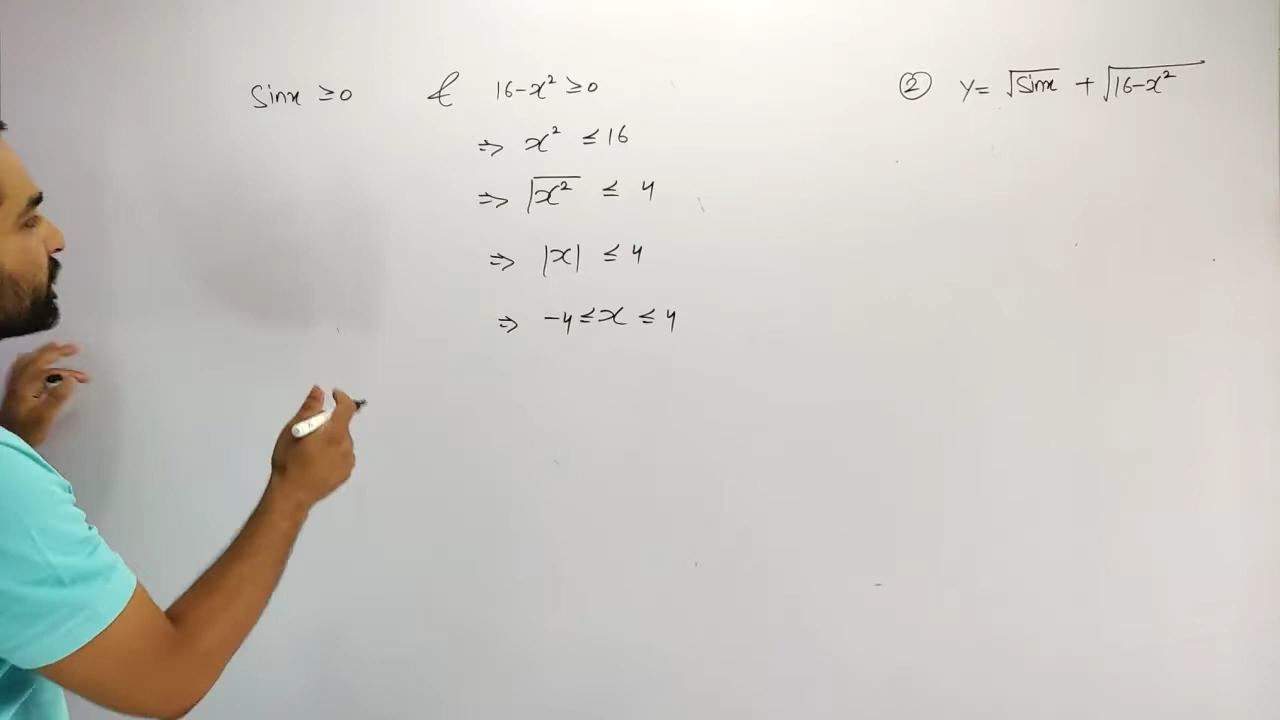 Sinx ≥0 & 16-x² ≥0
⇒ x² ≤16
⇒ √x² ≤ 4
⇒ |x| ≤ 4
⇒ -4 ≤ x ≤ 4
② y= √Sinx + √16-x²